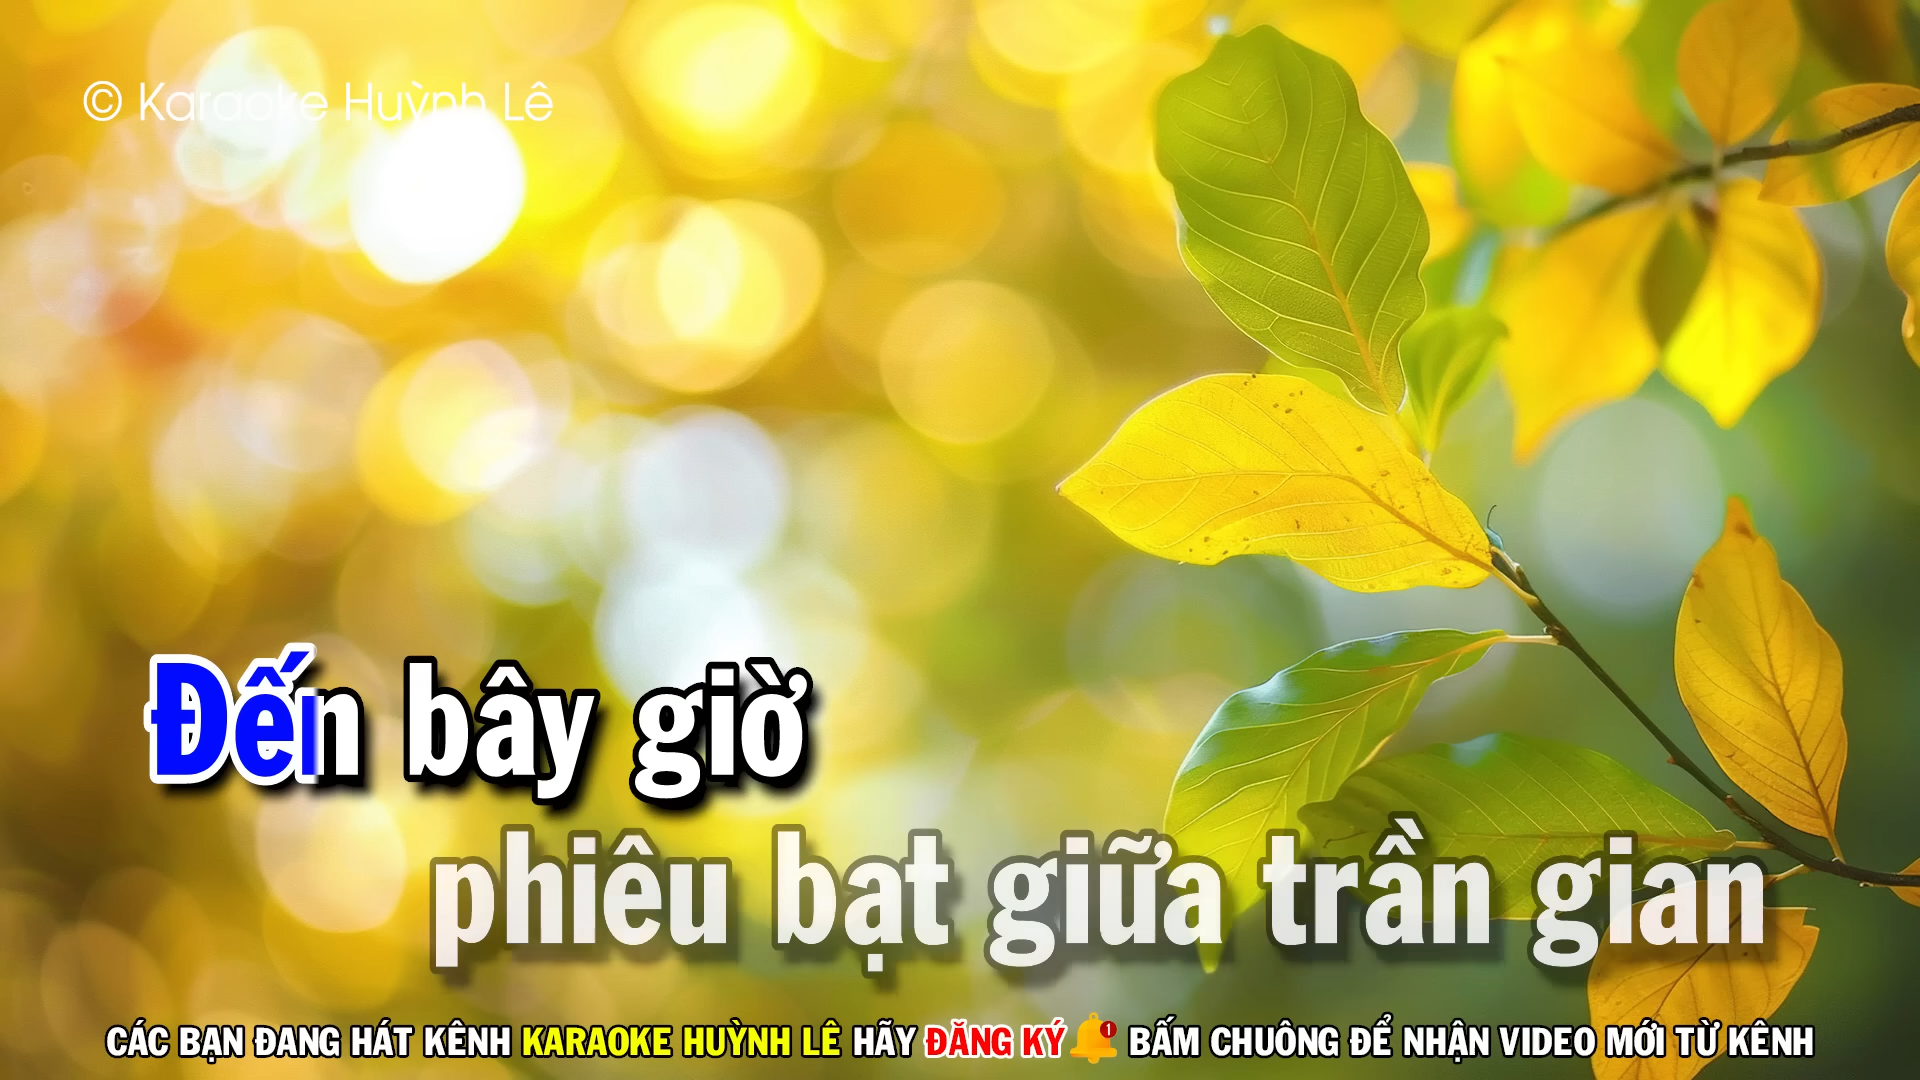 © Karaoke Huỳnh Lê
Đến bây giờ
phiêu bạt giữa trần gian
CÁC BẠN ĐANG HÁT KÊNH KARAOKE HUỲNH LÊ HÃY ĐĂNG KÝ 1 BẤM CHUÔNG ĐỂ NHẬN VIDEO MỚI TỪ KÊNH